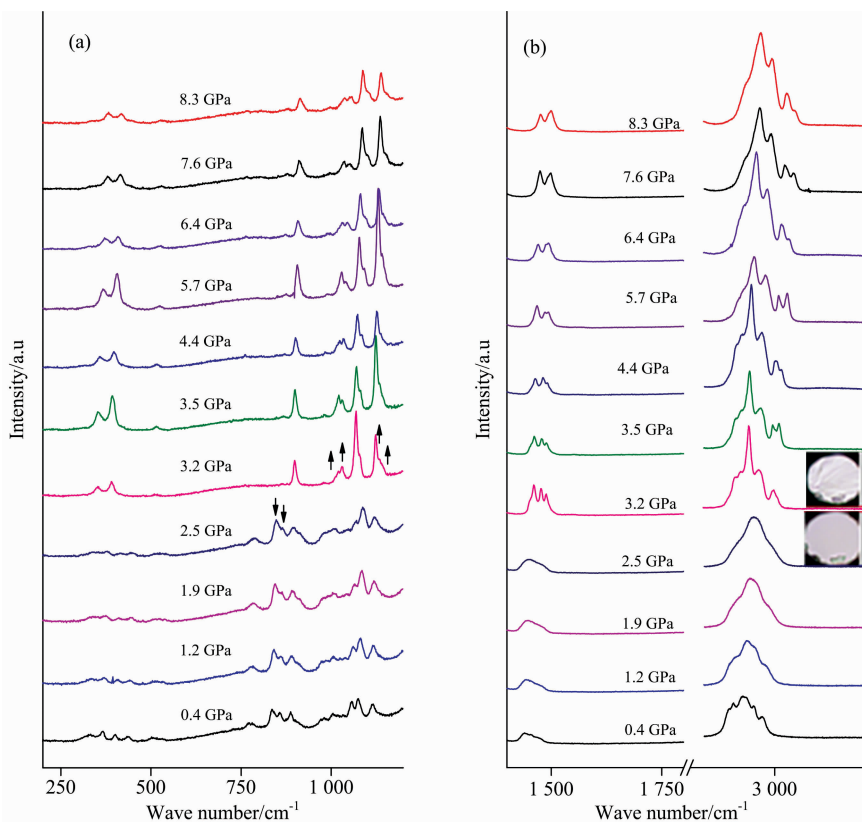 (a)
8.3 GPa
7.6 GPa
6.4 GPa
5.7 GPa
4.4 GPa
3.5 GPa
3.2 GPa
2.5 GPa
1.9 GPa
1.2 GPa
0.4 GPa
Intensity/a.u
250
500
750
1 000
Wave number/cm-1
(b)
8.3 GPa
7.6 GPa
6.4 GPa
5.7 GPa
4.4 GPa
3.5 GPa
3.2 GPa
2.5 GPa
1.9 GPa
1.2 GPa
0.4 GPa
Intensity/a.u
1 500
1 750
3 000
Wave number/cm-1